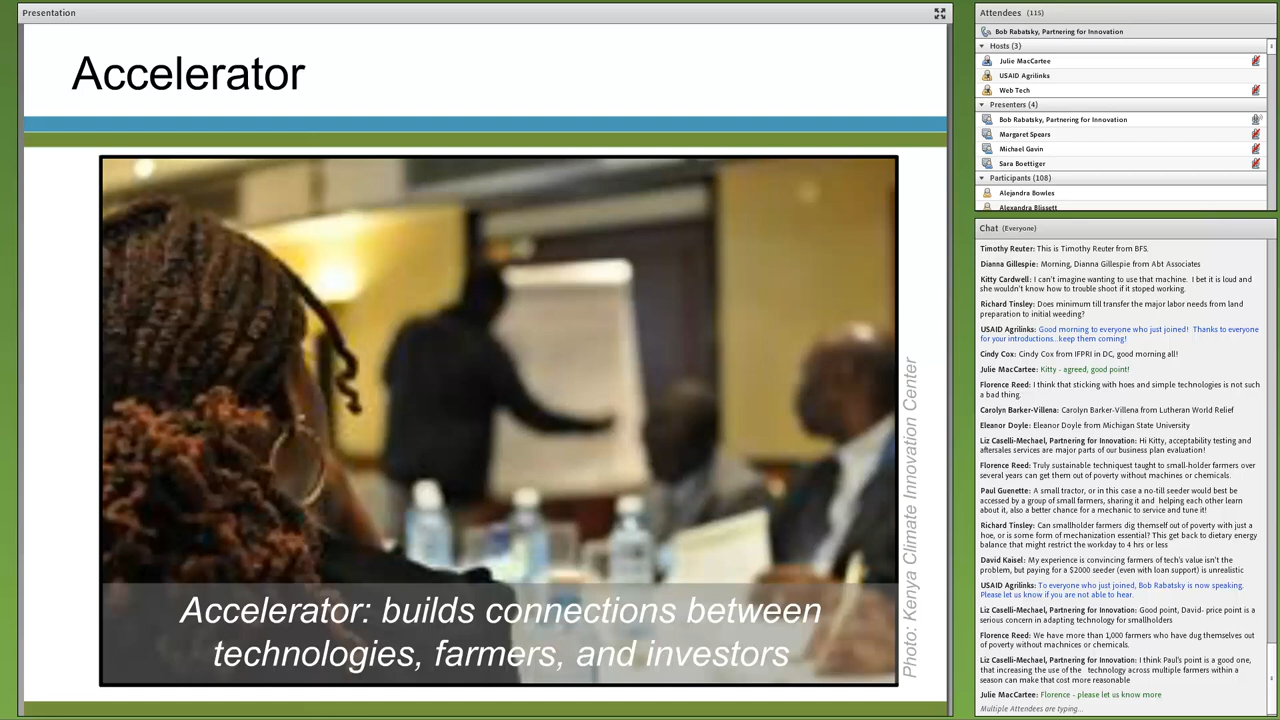 Presentation
Accelerator
Accelerator: builds connections between
technologies, farmers, and investors
Photo: Kenya Climate Innovation Center
Attendees (115)
Bob Rabatsky, Partnering for Innovation
Hosts (3)
Julie MacCartee
USAID Agrilinks
Web Tech
Presenters (4)
Bob Rabatsky, Partnering for Innovation
Margaret Spears
Michael Gavin
Sara Boettiger
Participants (108)
Alejandra Bowles
Alexandra Blissett
Chat (Everyone)
Timothy Reuter: This is Timothy Reuter from BFS.
Dianna Gillespie: Morning, Dianna Gillespie from Abt Associates
Kitty Cardwell: I can't imagine wanting to use that machine. I bet it is loud and
she wouldn't know how to trouble shoot if it stoped working.
Richard Tinsley: Does minimum till transfer the major labor needs from land
preparation to initial weeding?
USAID Agrilinks: Good morning to everyone who just joined! Thanks to everyone
for your introductions...keep them coming!
Cindy Cox: Cindy Cox from IFPRI in DC, good morning all!
Julie MacCartee: Kitty - agreed, good point!
Florence Reed: I think that sticking with hoes and simple technologies is not such
a bad thing.
Carolyn Barker-Villena: Carolyn Barker-Villena from Lutheran World Relief
Eleanor Doyle: Eleanor Doyle from Michigan State University
Liz Caselli-Mechael, Partnering for Innovation: Hi Kitty, acceptability testing and
aftersales services are major parts of our business plan evaluation!
Florence Reed: Truly sustainable techniquest taught to small-holder farmers over
several years can get them out of poverty without machines or chemicals.
Paul Guenette: A small tractor, or in this case a no-till seeder would best be
accessed by a group of small farmers, sharing it and helping each other learn
about it, also a better chance for a mechanic to service and tune it!
Richard Tinsley: Can smallholder farmers dig themself out of poverty with just a
hoe, or is some form of mechanization essential? This get back to dietary energy
balance that might restrict the workday to 4 hrs or less
David Kaisel: My experience is convincing farmers of tech's value isn't the
problem, but paying for a $2000 seeder (even with loan support) is unrealistic
USAID Agrilinks: To everyone who just joined, Bob Rabatsky is now speaking.
Please let us know if you are not able to hear.
Liz Caselli-Mechael, Partnering for Innovation: Good point, David- price point is a
serious concern in adapting technology for smallholders
Florence Reed: We have more than 1,000 farmers who have dug themselves out
of poverty without machnices or chemicals.
Liz Caselli-Mechael, Partnering for Innovation: I think Paul's point is a good one,
that increasing the use of the technology across multiple farmers within a
season can make that cost more reasonable
Julie MacCartee: Florence - please let us know more
Multiple Attendees are typing...